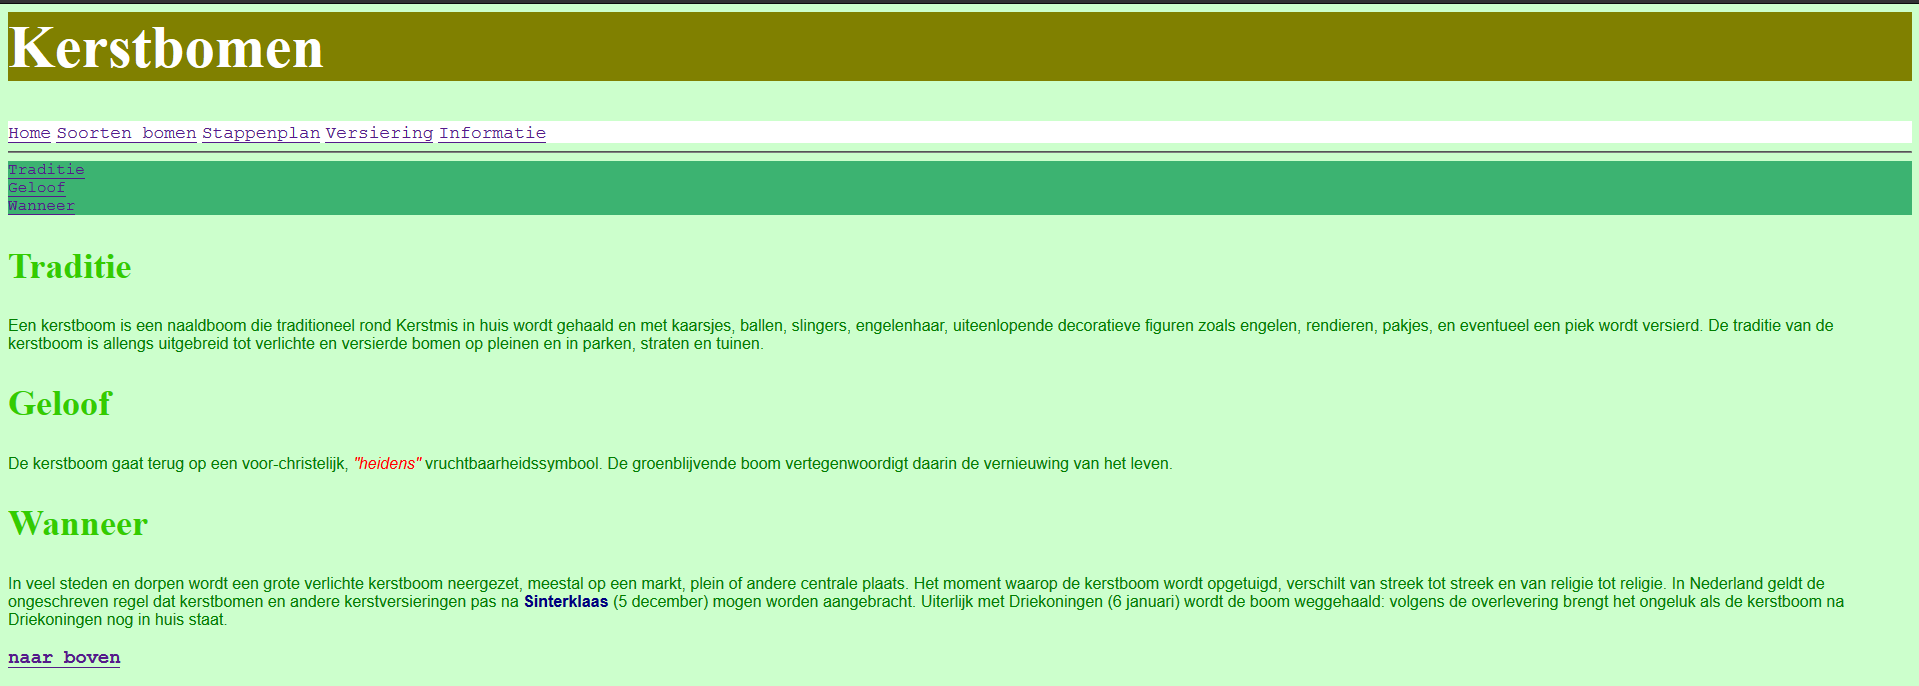 Kerstbomen
Home Soorten bomen Stappenplan Versiering Informatie
Traditie
Geloof
Wanneer
Traditie
Een kerstboom is een naaldboom die traditioneel rond Kerstmis in huis wordt gehaald en met kaarsjes, ballen, slingers, engelenhaar, uiteenlopende decoratieve figuren zoals engelen, rendieren, pakjes, en eventueel een piek wordt versierd. De traditie van de
kerstboom is allengs uitgebreid tot verlichte en versierde bomen op pleinen en in parken, straten en tuinen.
Geloof
De kerstboom gaat terug op een voor-christelijk, "heidens" vruchtbaarheidssymbool. De groenblijvende boom vertegenwoordigt daarin de vernieuwing van het leven.
Wanneer
In veel steden en dorpen wordt een grote verlichte kerstboom neergezet, meestal op een markt, plein of andere centrale plaats. Het moment waarop de kerstboom wordt opgetuigd, verschilt van streek tot streek en van religie tot religie. In Nederland geldt de
ongeschreven regel dat kerstbomen en andere kerstversieringen pas na Sinterklaas (5 december) mogen worden aangebracht. Uiterlijk met Driekoningen (6 januari) wordt de boom weggehaald: volgens de overlevering brengt het ongeluk als de kerstboom na
Driekoningen nog in huis staat.
naar boven